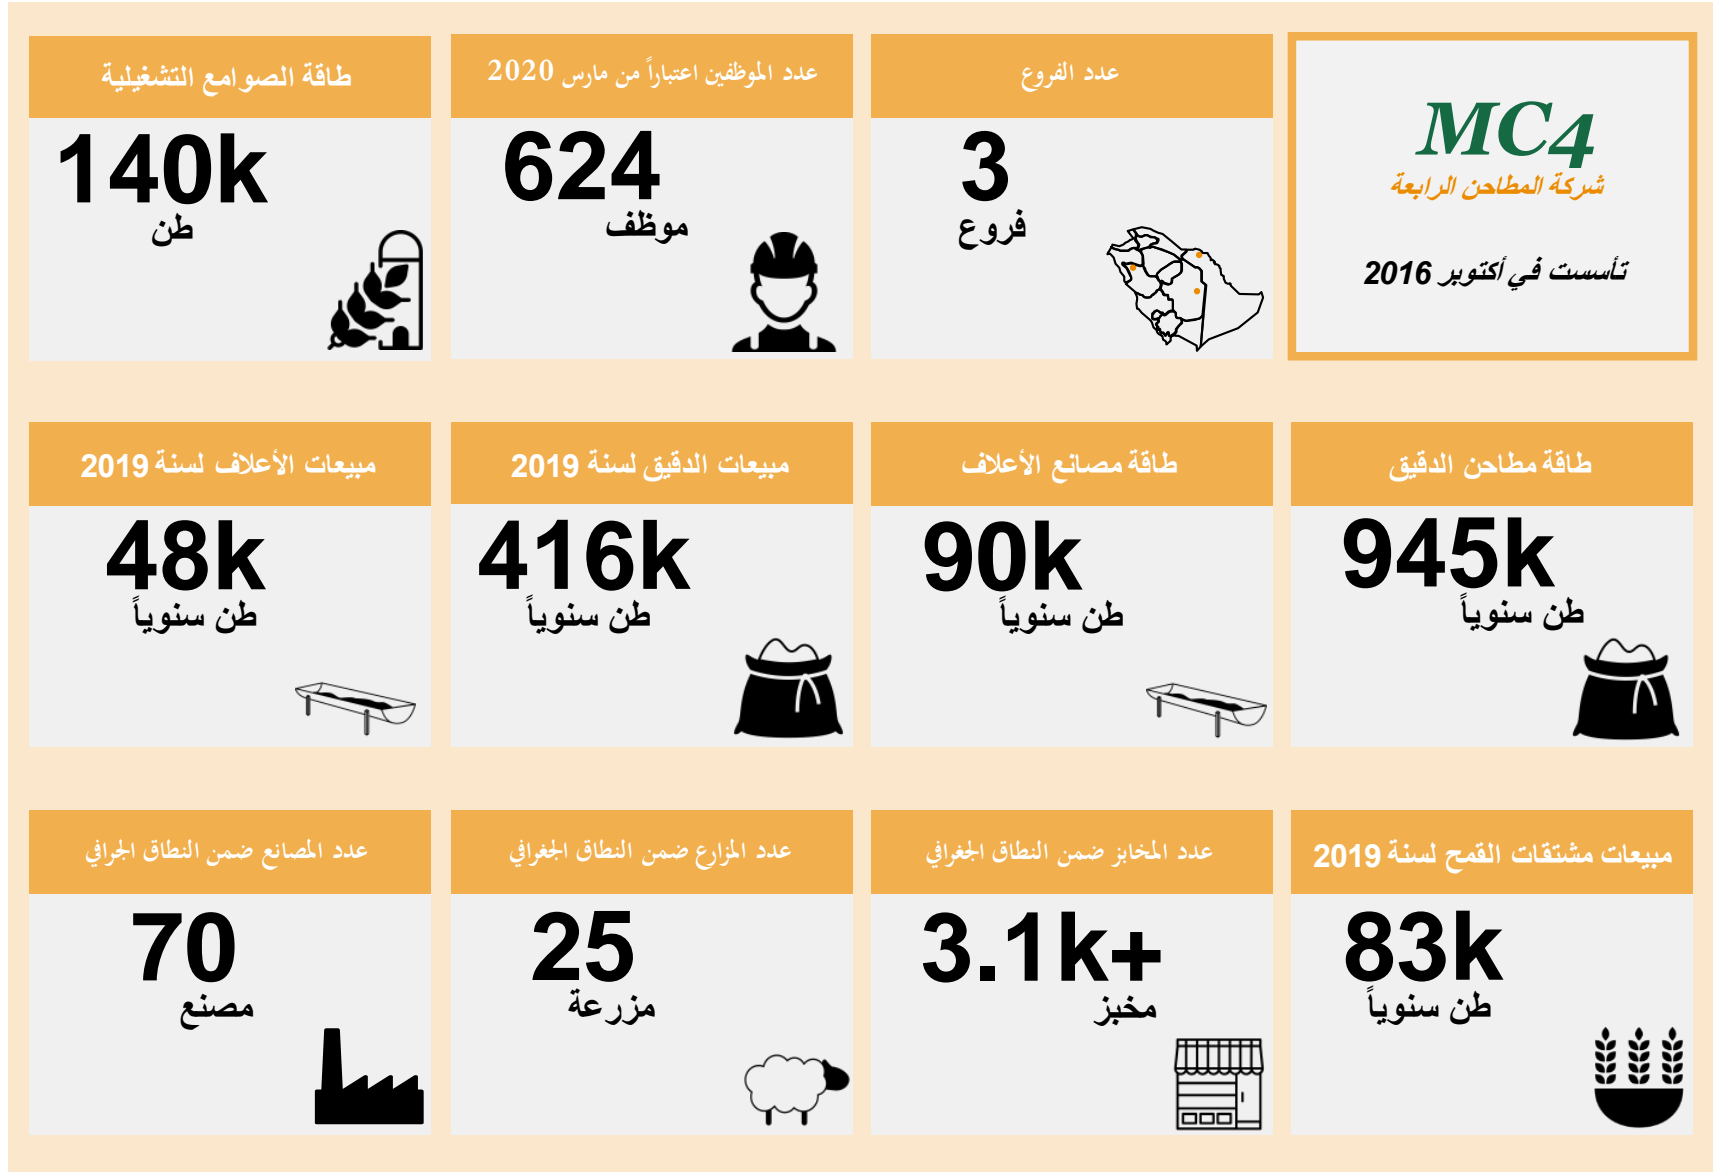 MC4
شركة المطاحن الرابعة
تأسست في أكتوبر 2016
عدد الفروع
3
فروع
عدد الموظفين اعتباراً من مارس 2020
624
موظف
طاقة الصوامع التشغيلية
140k
طن
طاقة مطاحن الدقيق
945k
طن سنوياً
طاقة مصانع الأعلاف
90k
طن سنوياً
مبيعات الدقيق لسنة 2019
416k
طن سنوياً
مبيعات الأعلاف لسنة 2019
48k
طن سنوياً
مبيعات مشتقات القمح لسنة 2019
83k
طن سنوياً
عدد المخابز ضمن النطاق الجغرافي
3.1k+
مخبز
عدد المزارع ضمن النطاق الجغرافي
25
مزرعة
عدد المصانع ضمن النطاق الجرافي
70
مصنع